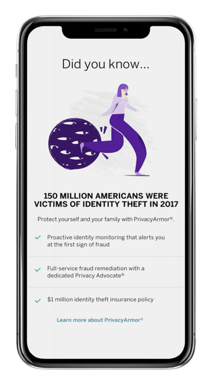 Did you know...
150 MILLION AMERICANS WERE
VICTIMS OF IDENTITY THEFT IN 2017
Protect yourself and your family with PrivacyArmor®.
Proactive identity monitoring that alerts you
at the first sign of fraud
Full-service fraud remediation with a
dedicated Privacy Advocate®
$1 million identity theft insurance policy
Learn more about PrivacyArmor®